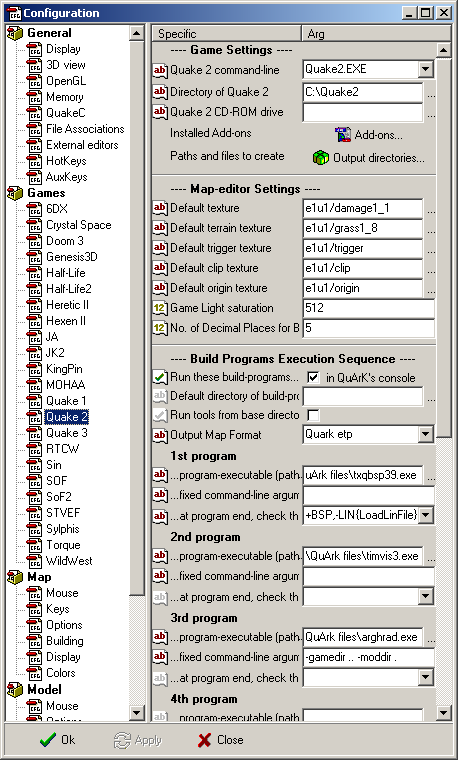 Configuration
General
Display
3D view
OpenGL
Memory
QuakeC
File Associations
External editors
HotKeys
AuxKeys
Games
6DX
Crystal Space
Doom 3
Genesis3D
Half-Life
Half-Life2
Heretic II
Hexen II
JA
JK2
KingPin
MOHAA
Quake 1
Quake 2
Quake 3
RTCW
Sin
SOF
SoF2
STVEF
Sylphis
Torque
WildWest
Map
Mouse
Keys
Options
Building
Display
Colors
Model
Mouse
Options
Specific Arg
---- Game Settings ----
Quake 2 command-line Quake2.EXE
Directory of Quake 2 C:\Quake2 ...
Quake 2 CD-ROM drive ...
Installed Add-ons Add-ons...
Paths and files to create Output directories...
---- Map-editor Settings ----
Default texture e1u1/damage1_1 ...
Default terrain texture e1u1/grass1_8 ...
Default trigger texture e1u1/trigger ...
Default clip texture e1u1/clip ...
Default origin texture e1u1/origin ...
Game Light saturation 512
No. of Decimal Places for B 5
---- Build Programs Execution Sequence ----
Run these build-programs... in QuArK's console
Default directory of build-pr ...
Run tools from base directo
Output Map Format Quark etp
1st program
...program-executable (path uArk files\txqbsp39.exe ...
...fixed command-line argum
...at program end, check th +BSP,-LIN{LoadLinFile}
2nd program
...program-executable (path \QuArk files\timvis3.exe ...
...fixed command-line argum
...at program end, check th
3rd program
...program-executable (path QuArk files\arghrad.exe ...
...fixed command-line argum -gamedir .. -moddir .
...at program end, check th
4th program
...program-executable (path ...
Ok Apply Close